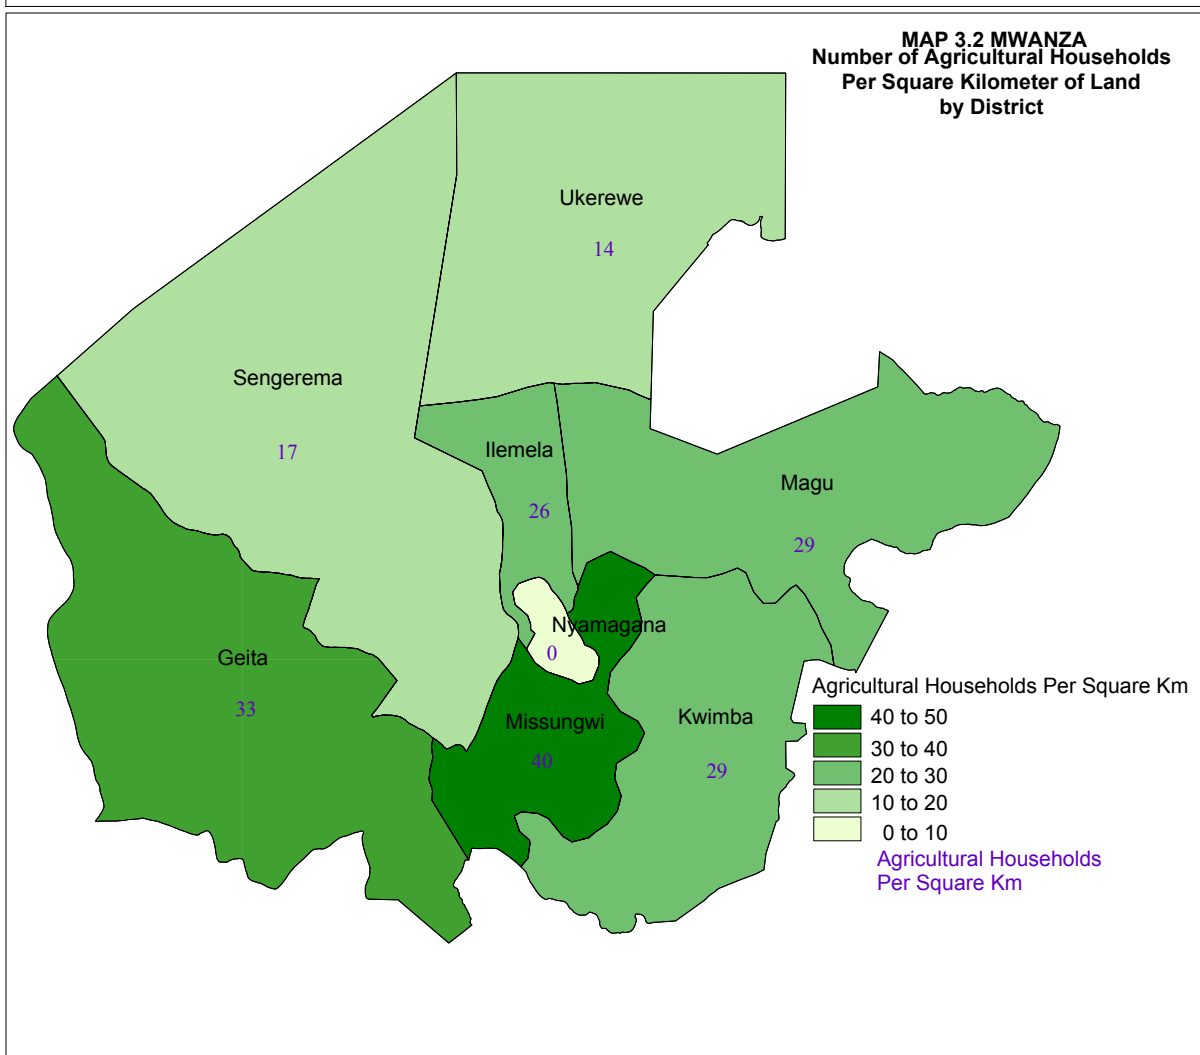 MAP 3.2 MWANZA
Number of Agricultural Households
Per Square Kilometer of Land
by District
Ukerewe
14
Sengerema
17
Ilemela
26
Magu
29
Nyamagana
0
Geita
33
Missungwi
40
Kwimba
29
Agricultural Households Per Square Km
40 to 50
30 to 40
20 to 30
10 to 20
0 to 10
Agricultural Households
Per Square Km